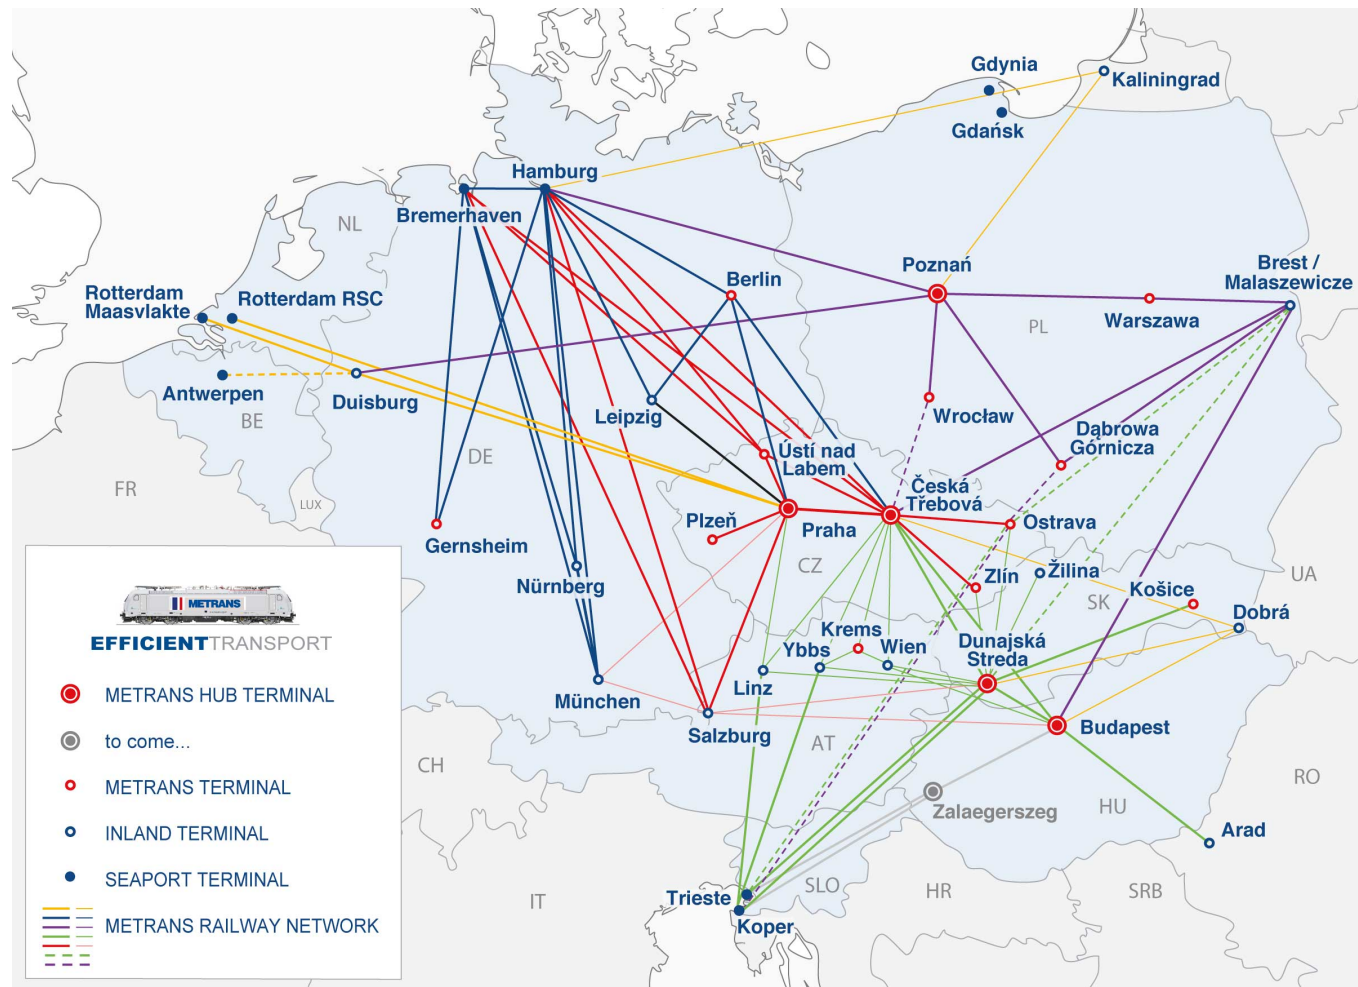 Gdynia
Kaliningrad
Gdańsk
Hamburg
Bremerhaven
NL
Berlin
Poznań
Brest /
Malaszewicze
Rotterdam
Maasvlakte
Rotterdam RSC
Warszawa
PL
Antwerpen
Duisburg
BE
Leipzig
Wrocław
Dąbrowa
Górnicza
DE
Ústí nad
Labem
Česká
Třebová
FR
LUX
Plzeň
Praha
Ostrava
Gernsheim
CZ
Nürnberg
Zlín
Žilina
Košice
UA
SK
Dobrá
Krems
Ybbs
Wien
Dunajská
Streda
Linz
München
Salzburg
AT
Budapest
CH
RO
Zalaegerszeg
HU
Arad
Trieste
SLO
HR
SRB
IT
Koper
METRANS
EFFICIENTTRANSPORT
METRANS HUB TERMINAL
to come...
METRANS TERMINAL
INLAND TERMINAL
SEAPORT TERMINAL
METRANS RAILWAY NETWORK